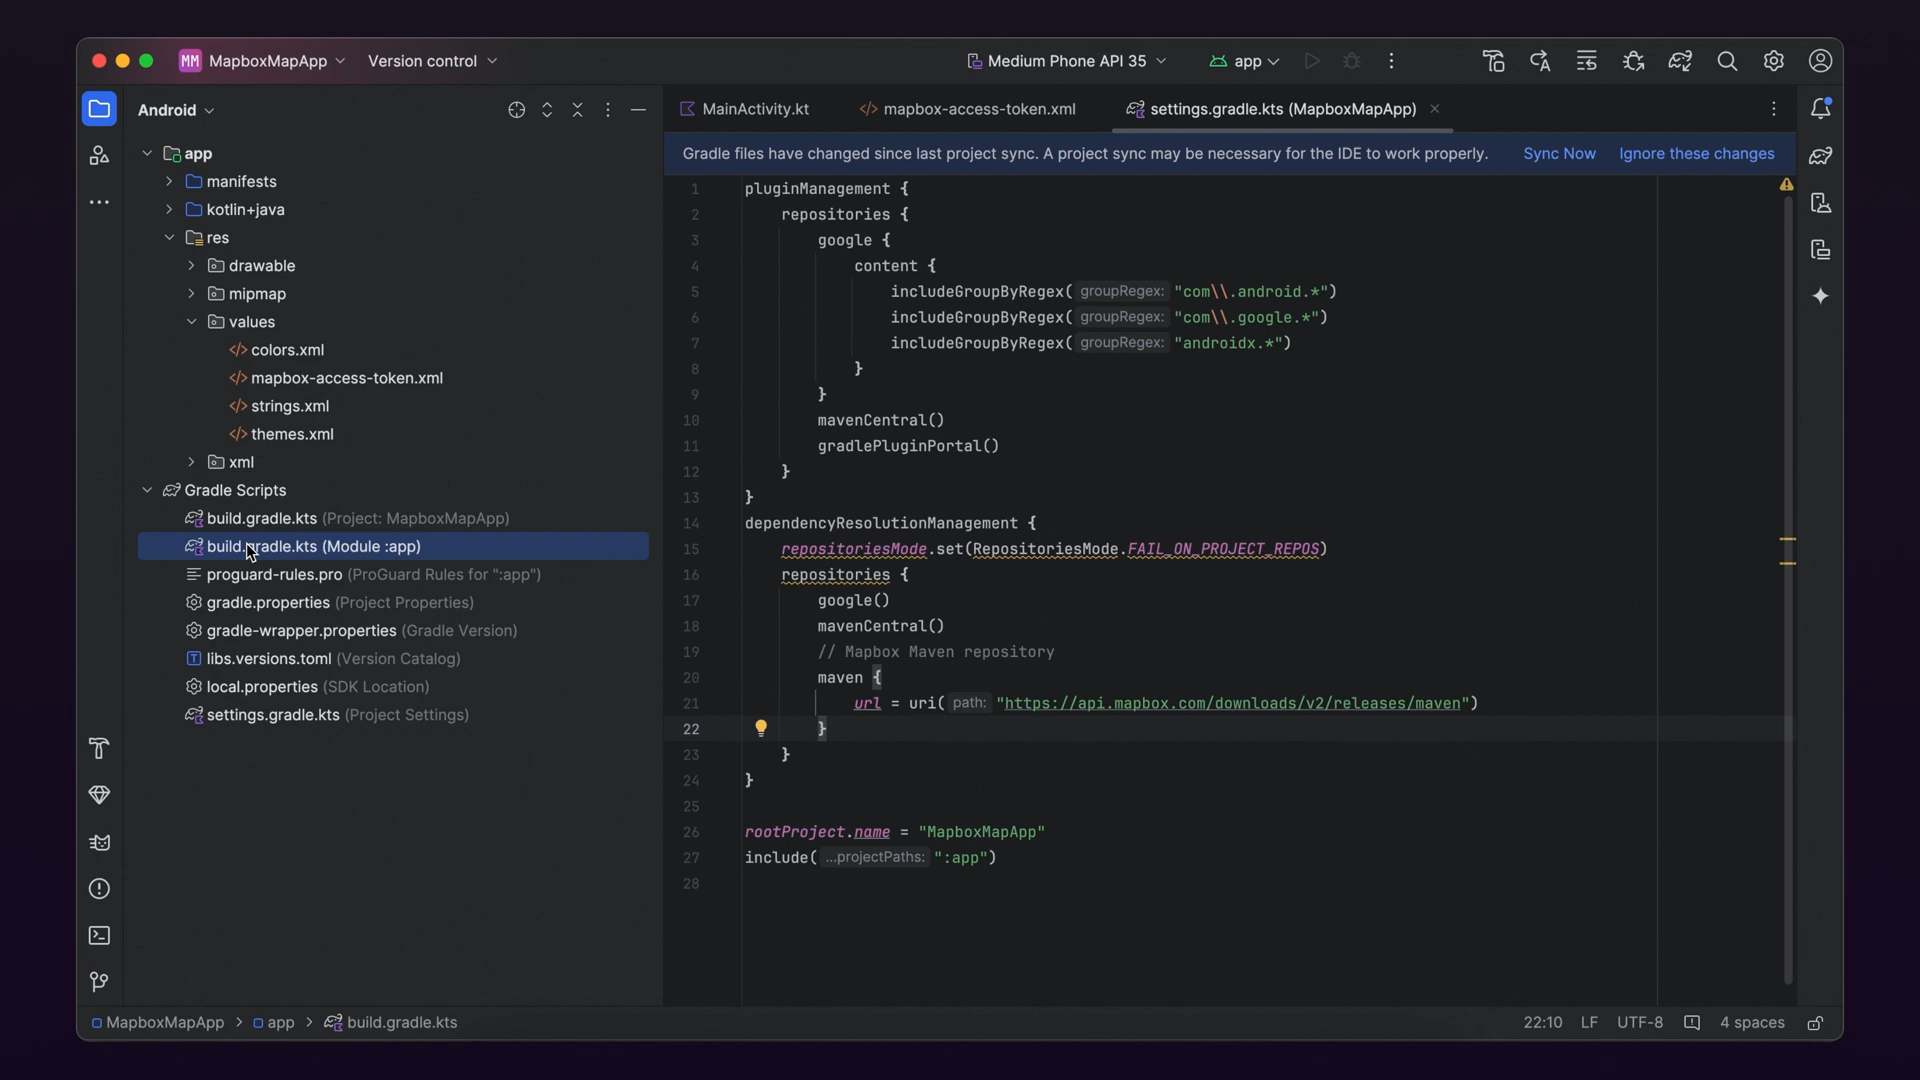 MM MapboxMapApp Version control Medium Phone API 35 app
Android
app
manifests
kotlin+java
res
drawable
mipmap
values
</> colors.xml
</> mapbox-access-token.xml
</> strings.xml
</> themes.xml
xml
Gradle Scripts
build.gradle.kts (Project: MapboxMapApp)
build.gradle.kts (Module :app)
proguard-rules.pro (ProGuard Rules for ":app")
gradle.properties (Project Properties)
gradle-wrapper.properties (Gradle Version)
libs.versions.toml (Version Catalog)
local.properties (SDK Location)
settings.gradle.kts (Project Settings)
MainActivity.kt </> mapbox-access-token.xml settings.gradle.kts (MapboxMapApp)
Gradle files have changed since last project sync. A project sync may be necessary for the IDE to work properly. Sync Now Ignore these changes
1 pluginManagement {
2 repositories {
3 google {
4 content {
5 includeGroupByRegex( groupRegex: "com\\.android.*")
6 includeGroupByRegex( groupRegex: "com\\.google.*")
7 includeGroupByRegex( groupRegex: "androidx.*")
8 }
9 }
10 mavenCentral()
11 gradlePluginPortal()
12 }
13 }
14 dependencyResolutionManagement {
15 repositoriesMode.set(RepositoriesMode.FAIL_ON_PROJECT_REPOS)
16 repositories {
17 google()
18 mavenCentral()
19 // Mapbox Maven repository
20 maven {
21 url = uri( path: "https://api.mapbox.com/downloads/v2/releases/maven")
22 }
23 }
24 }
25
26 rootProject.name = "MapboxMapApp"
27 include( ...projectPaths: ":app")
28
MapboxMapApp > app > build.gradle.kts 22:10 LF UTF-8 4 spaces